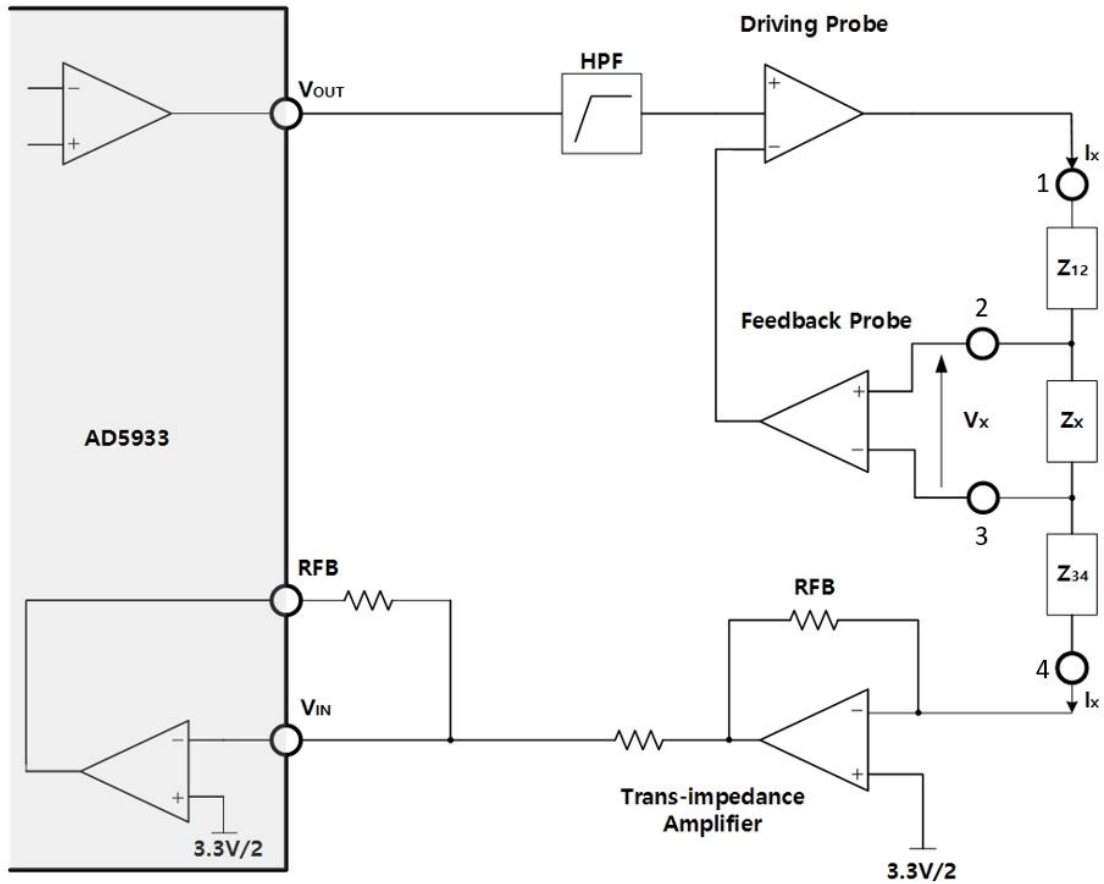 Driving Probe
HPF
VOUT
+
−
−
+
Ix
1
Z12
2
Feedback Probe
+
−
Vx
Zx
AD5933
3
Z34
RFB
RFB
4
Ix
VIN
−
+
−
+
Trans-impedance
Amplifier
3.3V/2
3.3V/2